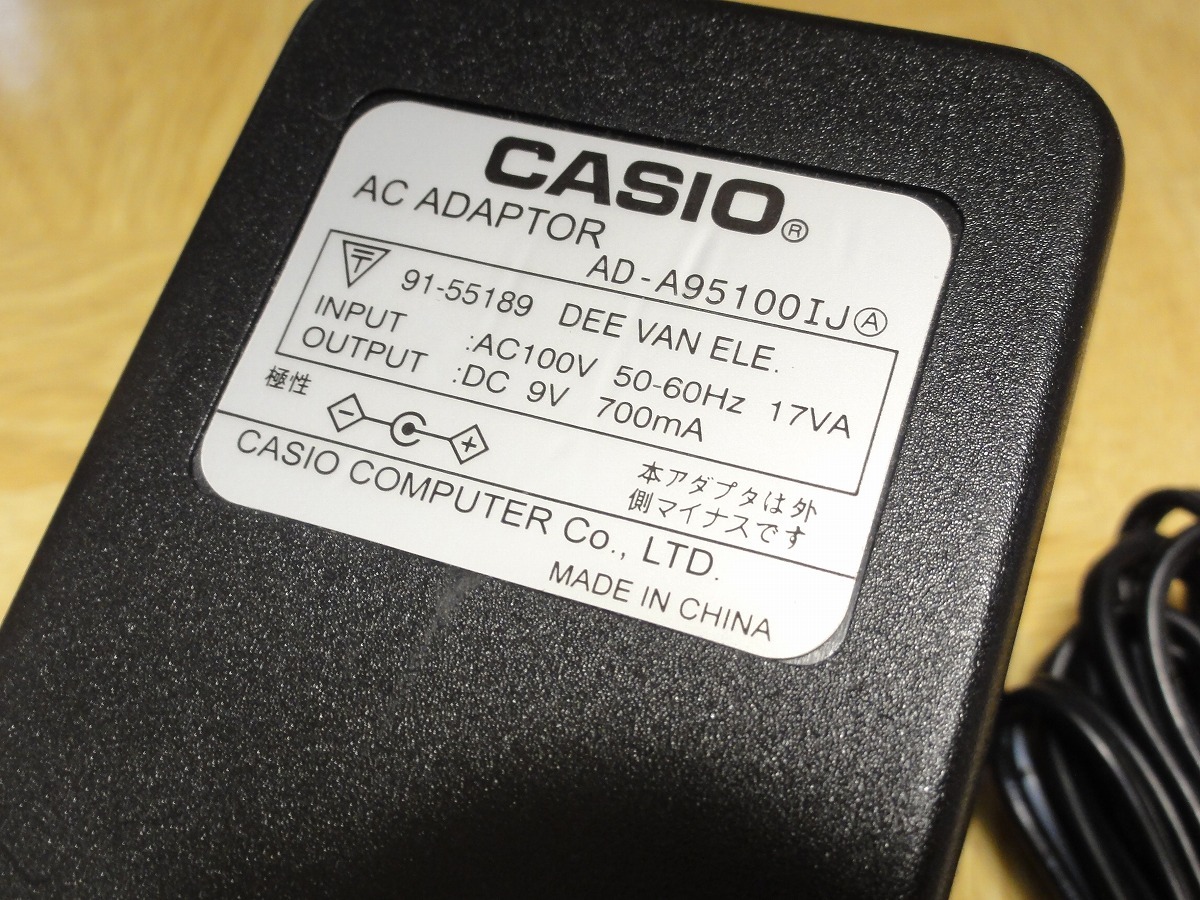 CASIO®
AC ADAPTOR
AD-A95100IJⒶ
〒 91-55189 DEE VAN ELE.
INPUT :AC100V 50-60Hz 17VA
OUTPUT :DC 9V 700mA
極性 - +
本アダプタは外
側マイナスです
CASIO COMPUTER Co., LTD.
MADE IN CHINA